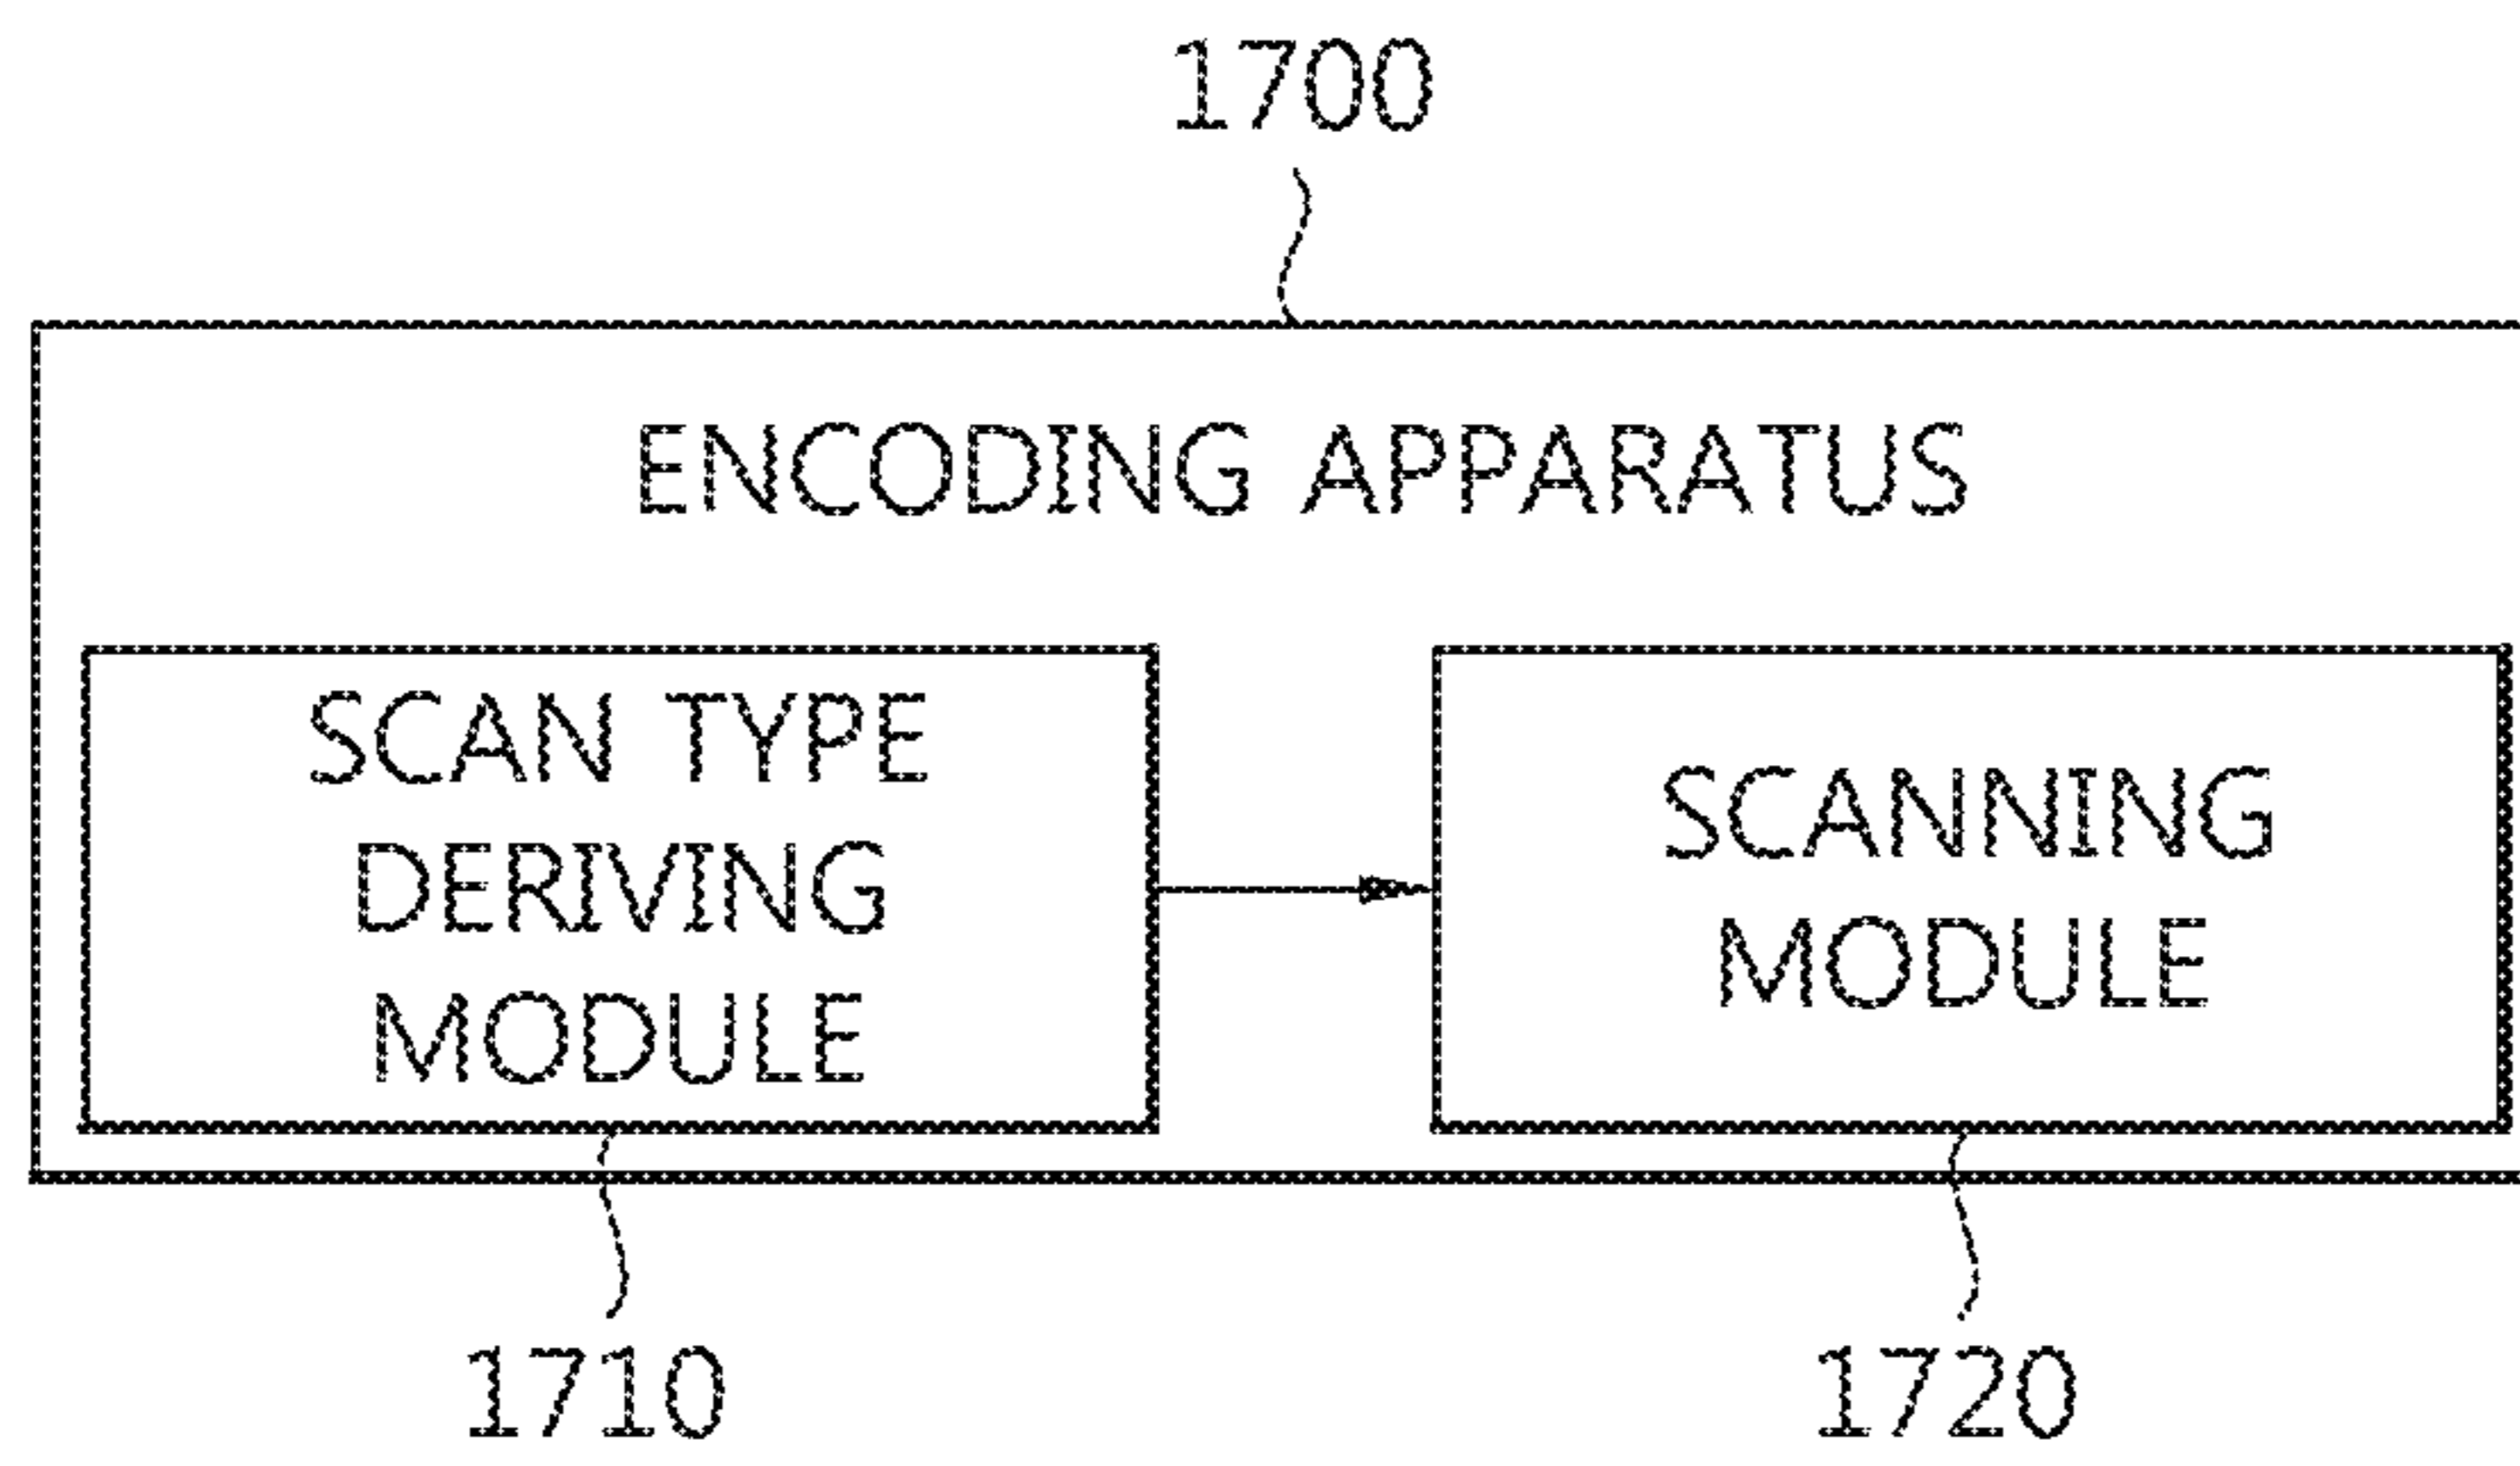 1700
ENCODING APPARATUS
SCAN TYPE
DERIVING
MODULE
SCANNING
MODULE
1710
1720